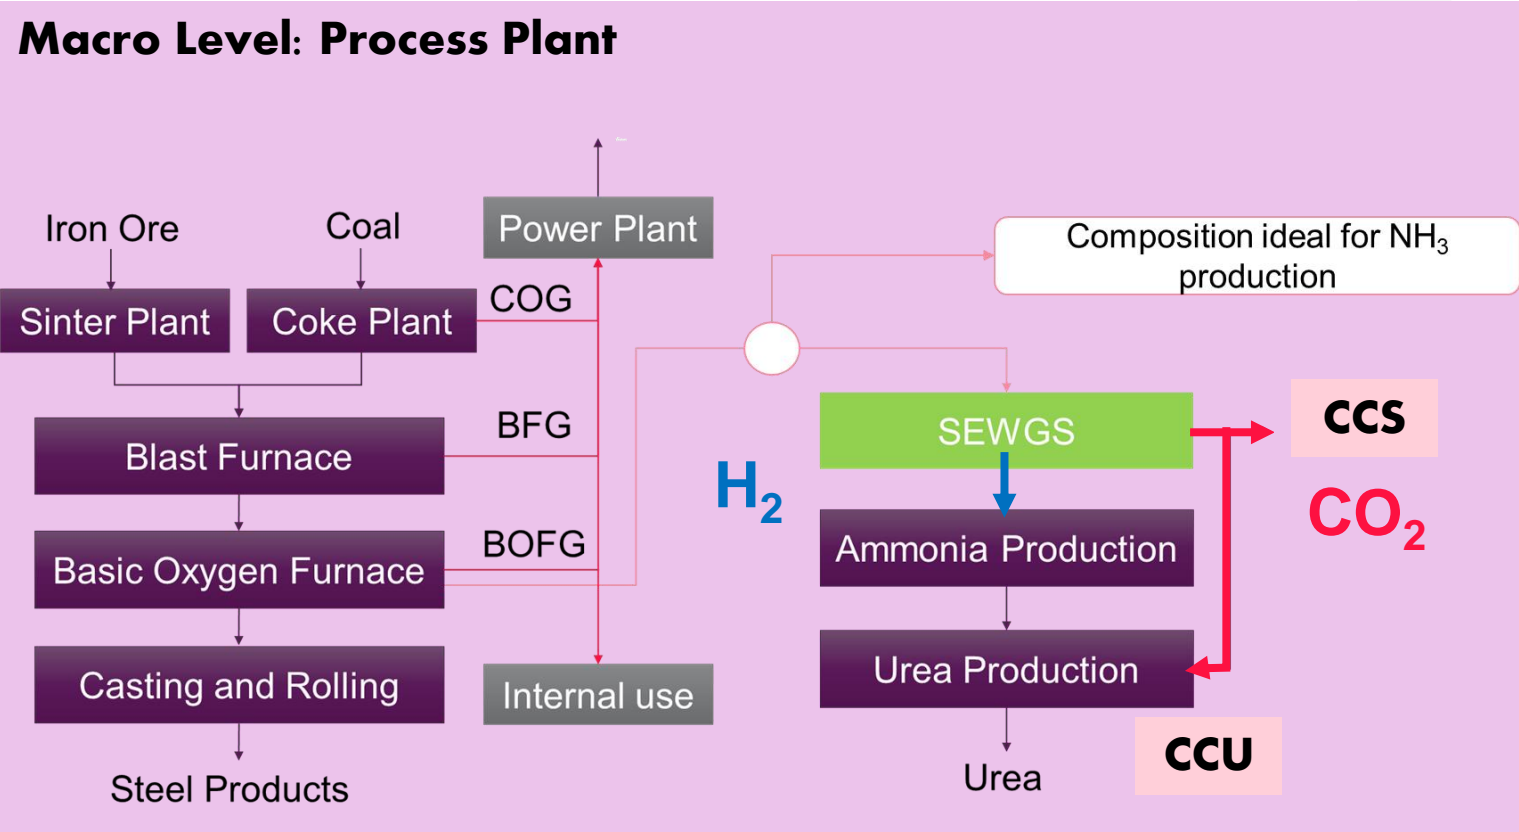 Macro Level: Process Plant
Power Plant
Iron Ore
Coal
Composition ideal for NH₃
production
COG
Sinter Plant
Coke Plant
CCS
BFG
SEWGS
Blast Furnace
H₂
CO₂
BOFG
Ammonia Production
Basic Oxygen Furnace
Urea Production
Casting and Rolling
Internal use
CCU
Urea
Steel Products